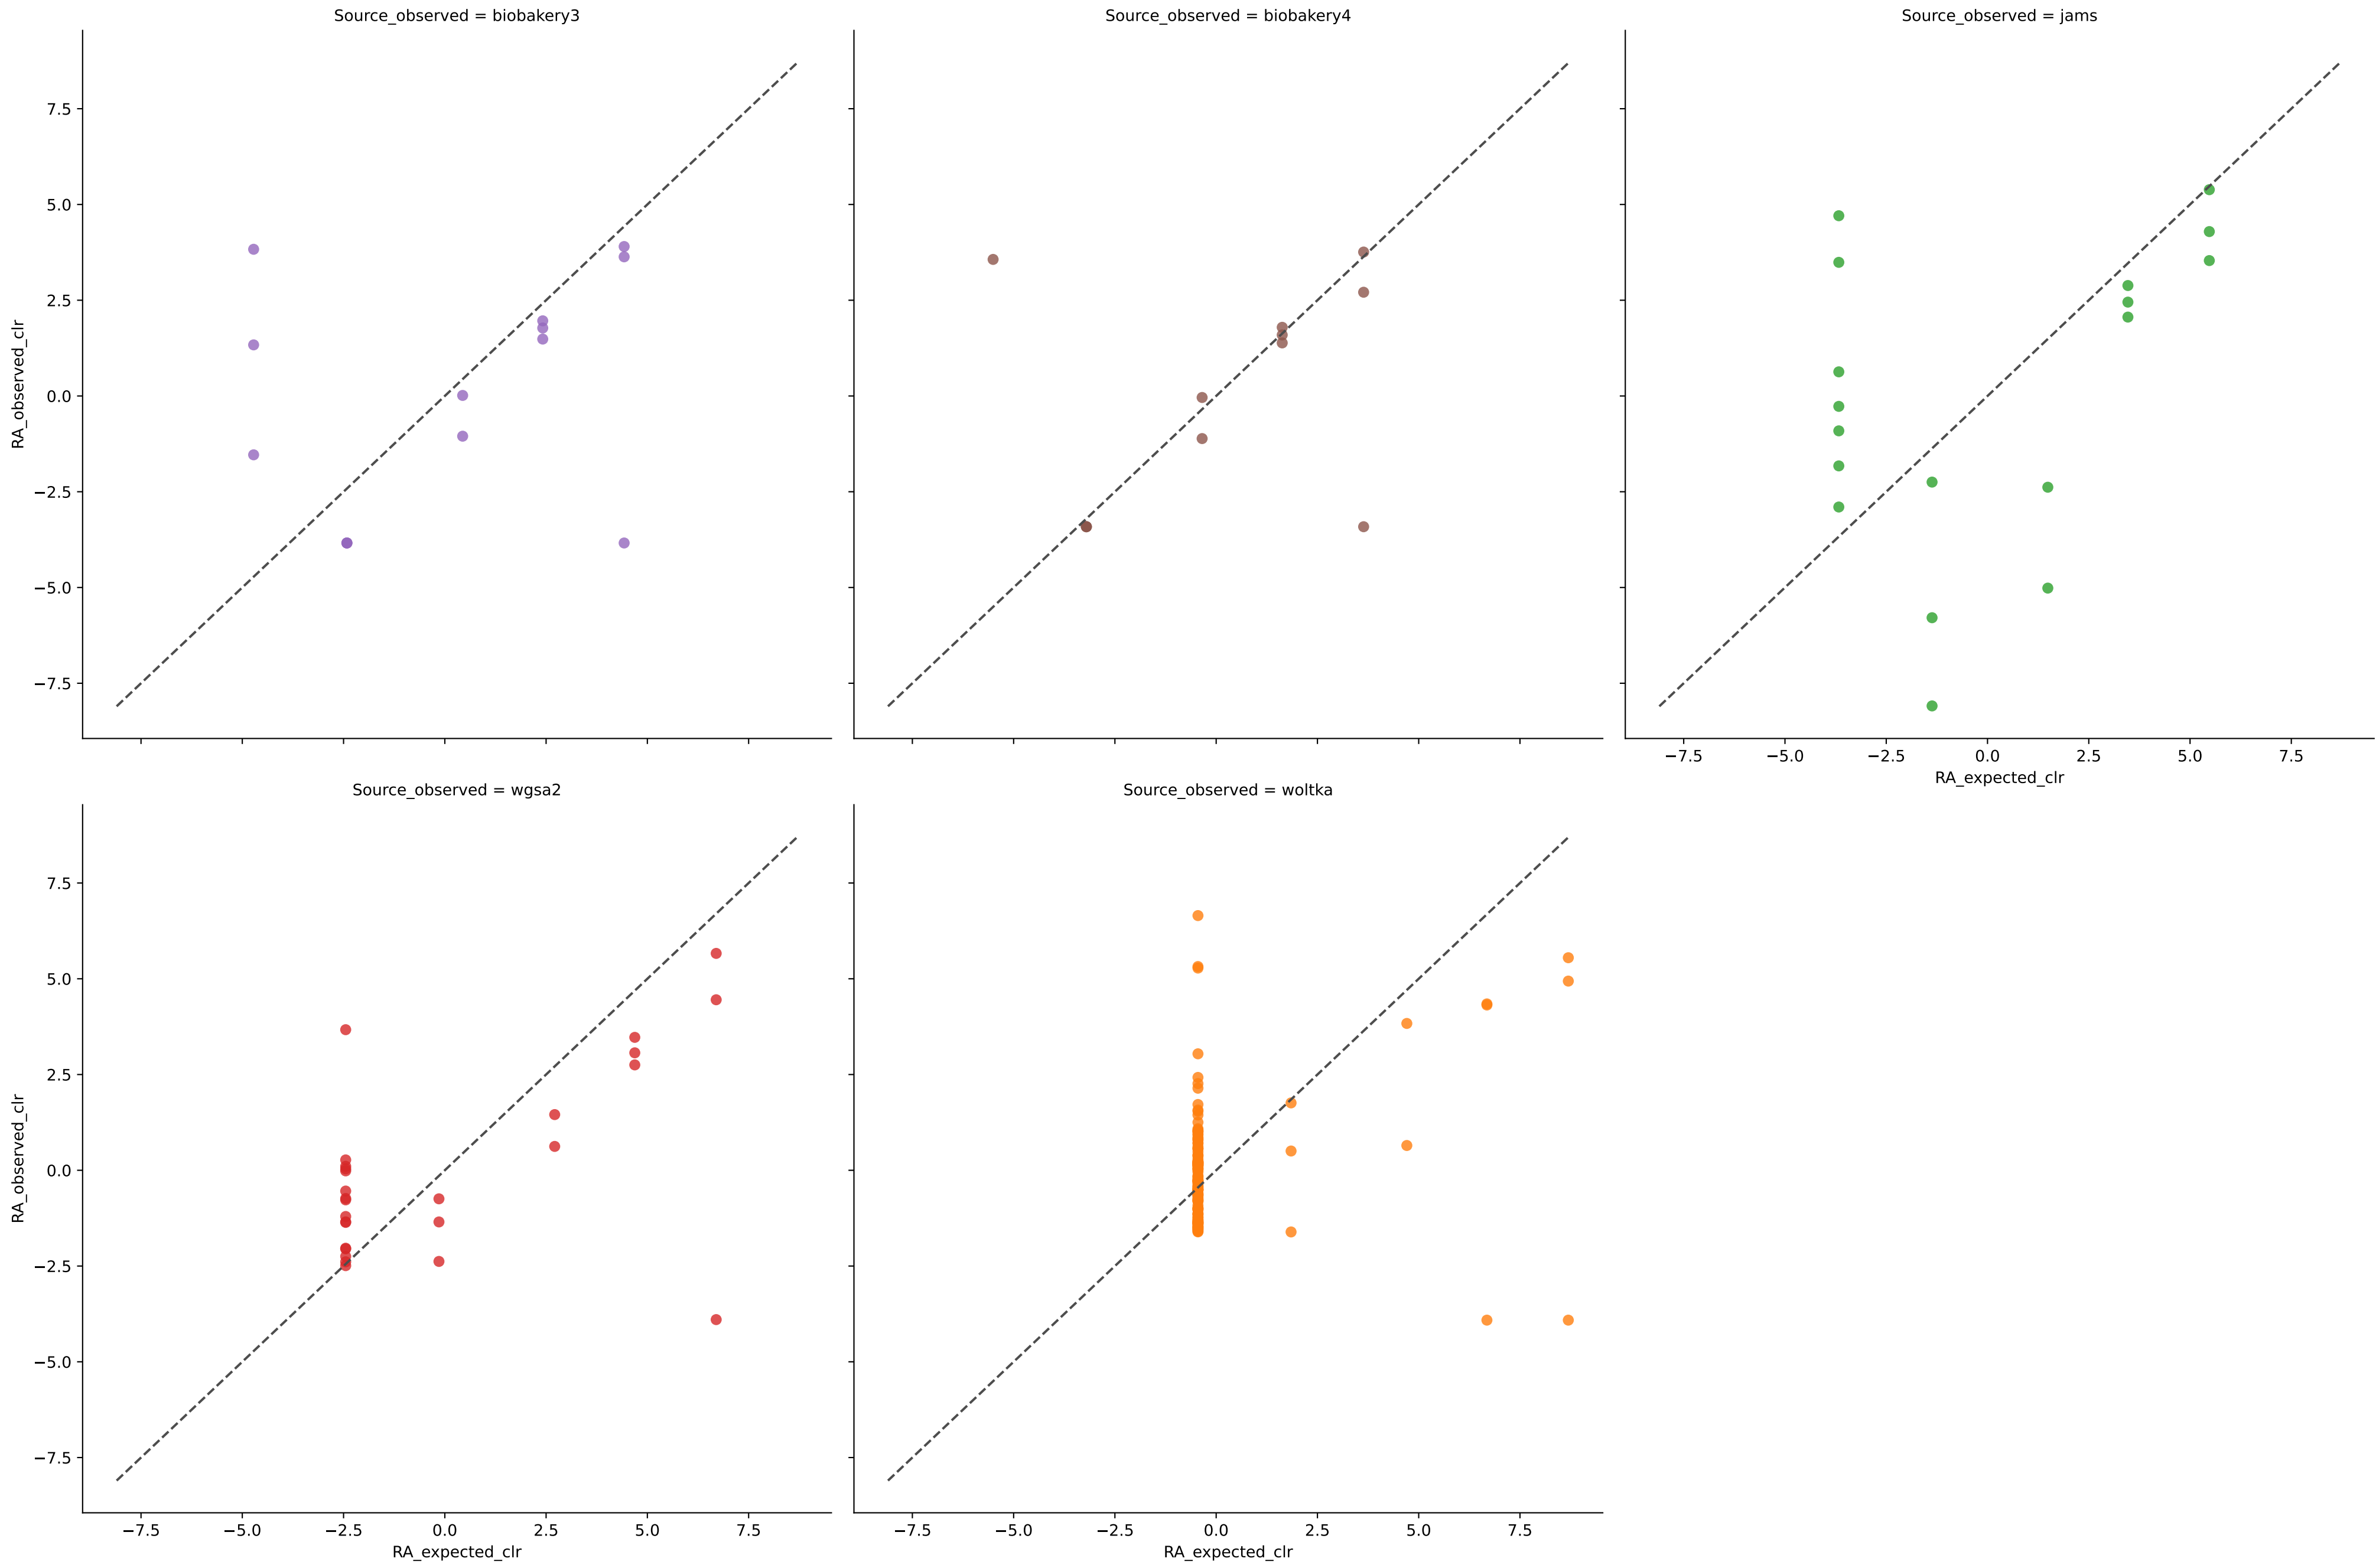 Source_observed = biobakery3
Source_observed = biobakery4
Source_observed = jams
7.5
5.0
2.5
0.0
−2.5
−5.0
−7.5
RA_observed_clr
−7.5 −5.0 −2.5 0.0 2.5 5.0 7.5
RA_expected_clr
Source_observed = wgsa2
Source_observed = woltka
7.5
5.0
2.5
0.0
−2.5
−5.0
−7.5
RA_observed_clr
−7.5 −5.0 −2.5 0.0 2.5 5.0 7.5
RA_expected_clr
−7.5 −5.0 −2.5 0.0 2.5 5.0 7.5
RA_expected_clr